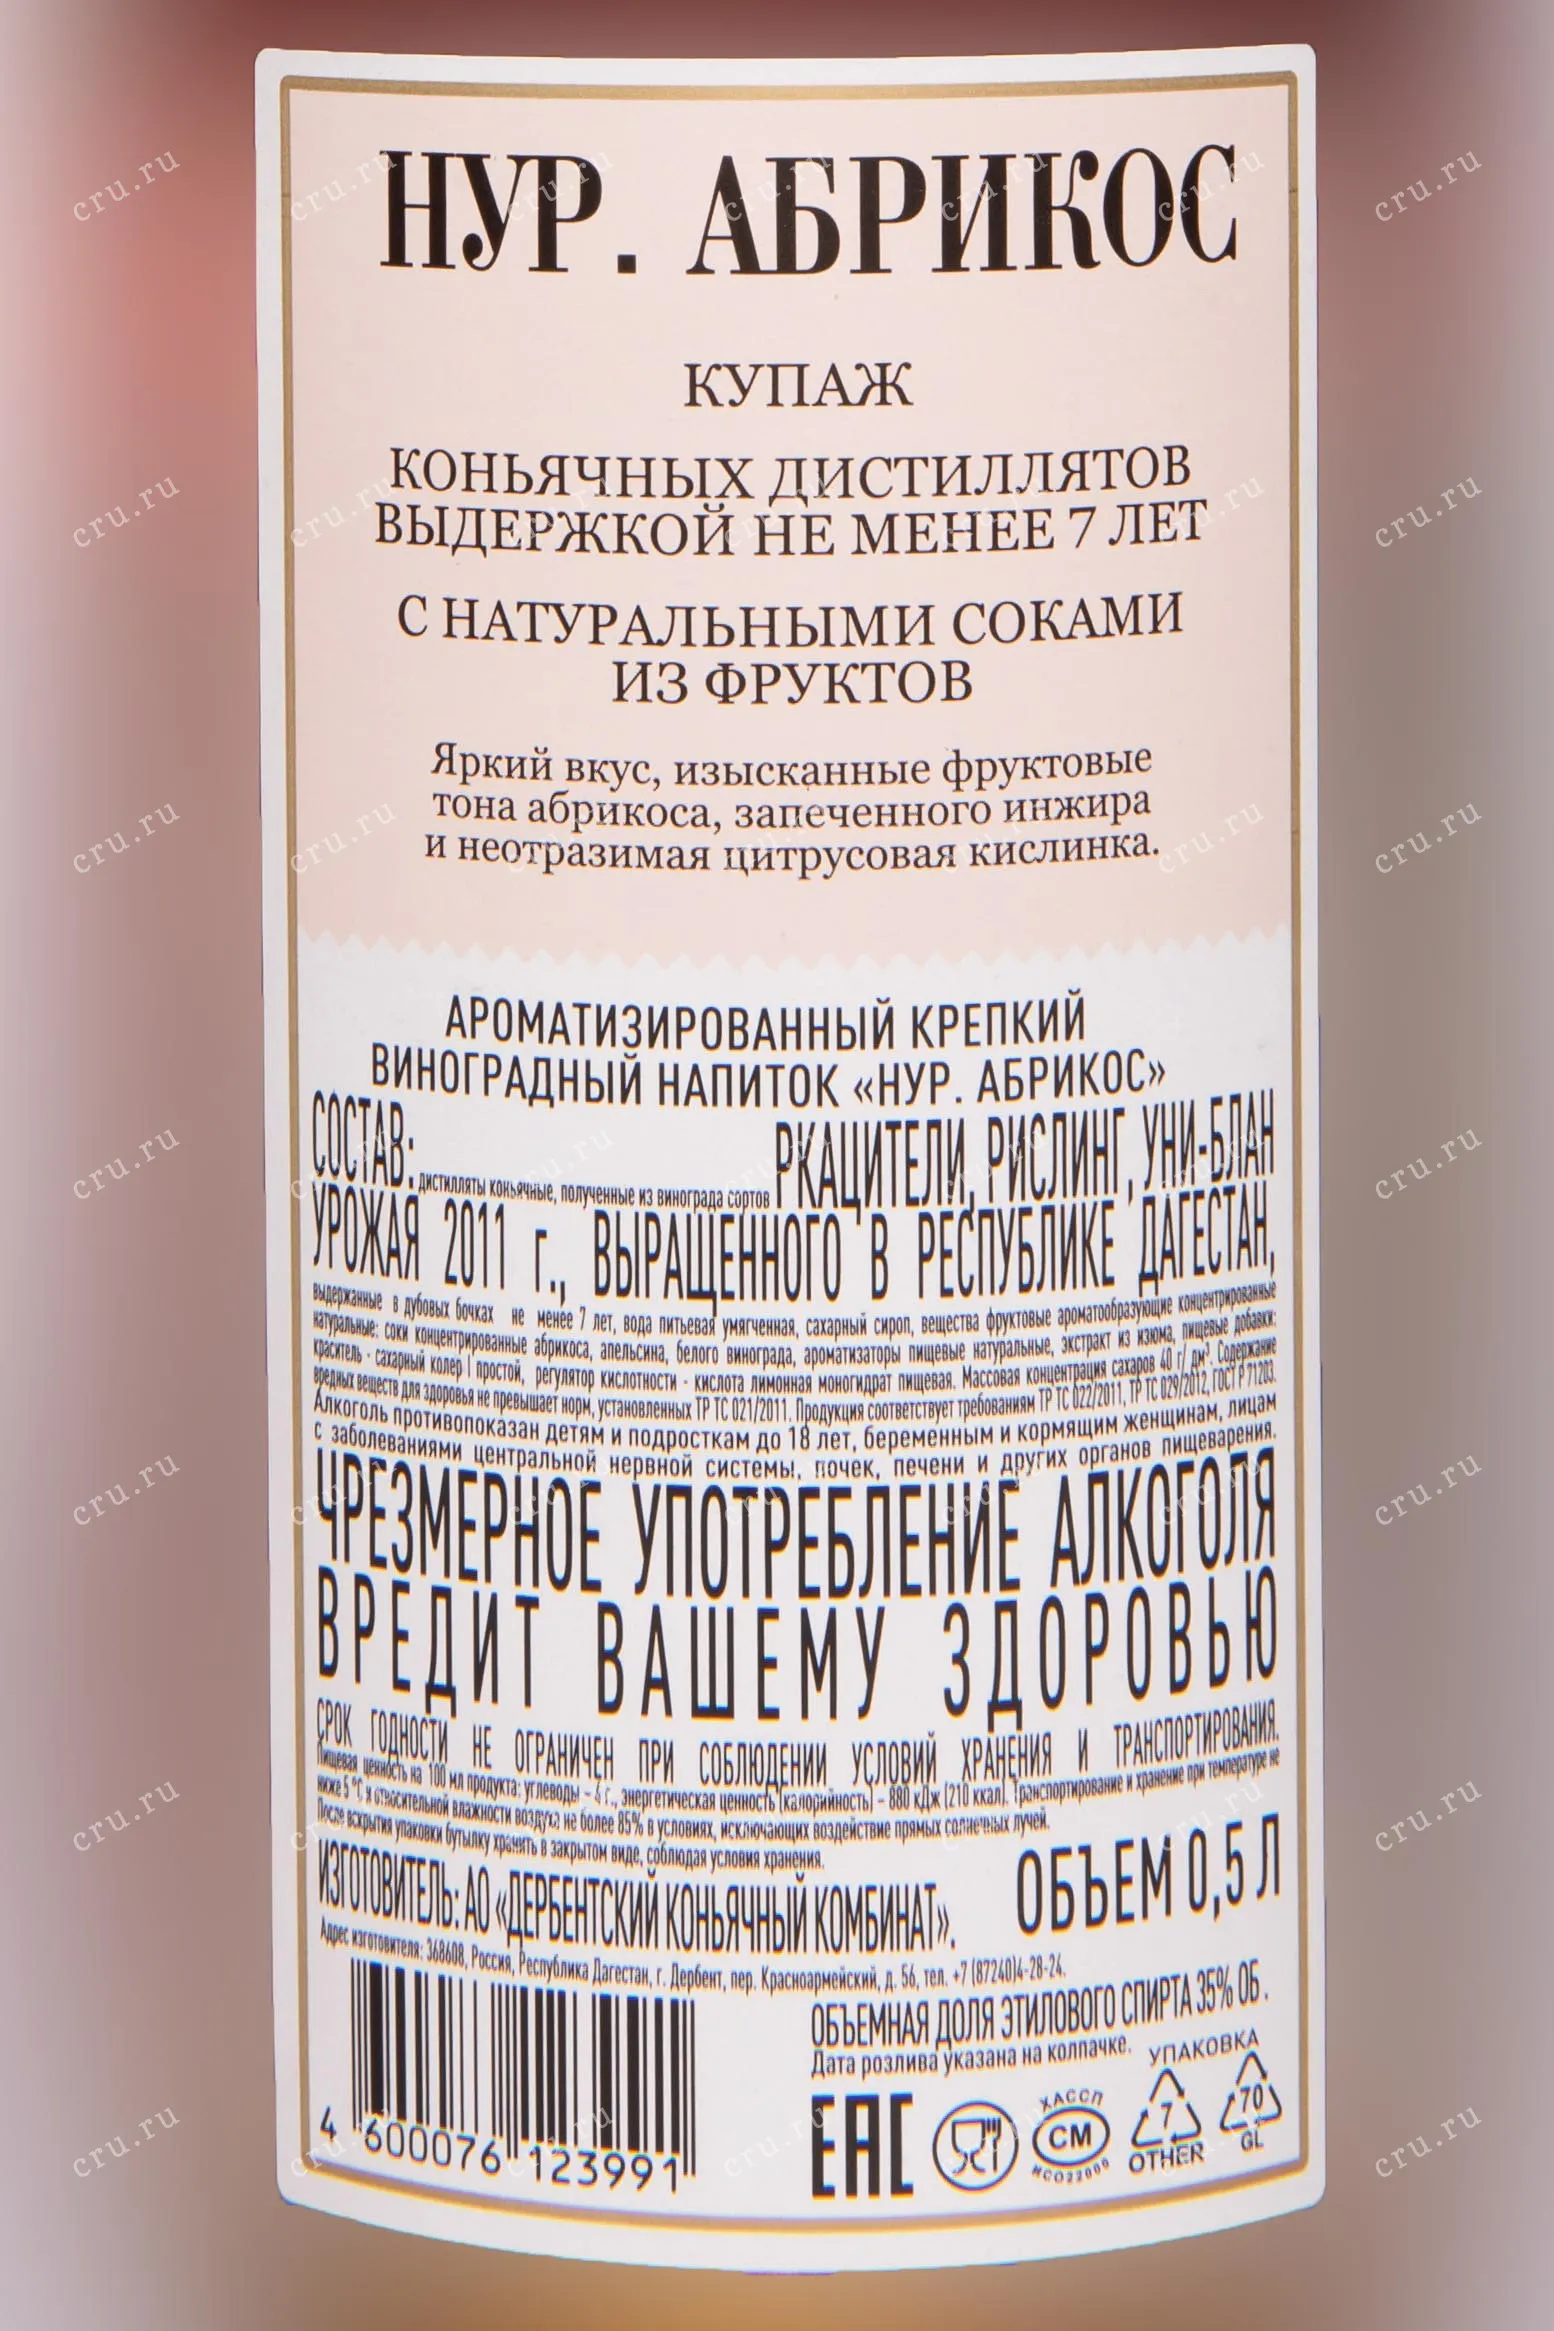 НУР. АБРИКОС
КУПАЖ
КОНЬЯЧНЫХ ДИСТИЛЛЯТОВ
ВЫДЕРЖКОЙ НЕ МЕНЕЕ 7 ЛЕТ
С НАТУРАЛЬНЫМИ СОКАМИ
ИЗ ФРУКТОВ
Яркий вкус, изысканные фруктовые
тона абрикоса, запеченного инжира
и неотразимая цитрусовая кислинка.
АРОМАТИЗИРОВАННЫЙ КРЕПКИЙ
ВИНОГРАДНЫЙ НАПИТОК «НУР. АБРИКОС»
СОСТАВ: дистилляты коньячные, полученные из винограда сортов РКАЦИТЕЛИ, РИСЛИНГ, УНИ-БЛАН
УРОЖАЯ 2011 г., ВЫРАЩЕННОГО В РЕСПУБЛИКЕ ДАГЕСТАН,
выдержанные в дубовых бочках не менее 7 лет, вода питьевая умягченная, сахарный сироп, вещества фруктовые ароматообразующие концентрированные
натуральные: соки концентрированные абрикоса, апельсина, белого винограда, ароматизаторы пищевые натуральные, экстракт из изюма, пищевые добавки:
краситель - сахарный колер I простой, регулятор кислотности - кислота лимонная моногидрат пищевая. Массовая концентрация сахаров 40 г/дм³. Содержание
вредных веществ для здоровья не превышает норм, установленных ТР ТС 021/2011. Продукция соответствует требованиям ТР ТС 022/2011, ТР ТС 029/2012, ГОСТ Р 71203.
Алкоголь противопоказан детям и подросткам до 18 лет, беременным и кормящим женщинам, лицам
с заболеваниями центральной нервной системы, почек, печени и других органов пищеварения.
ЧРЕЗМЕРНОЕ УПОТРЕБЛЕНИЕ АЛКОГОЛЯ
ВРЕДИТ ВАШЕМУ ЗДОРОВЬЮ
СРОК ГОДНОСТИ НЕ ОГРАНИЧЕН ПРИ СОБЛЮДЕНИИ УСЛОВИЙ ХРАНЕНИЯ И ТРАНСПОРТИРОВАНИЯ.
Пищевая ценность на 100 мл продукта: углеводы – 4 г., энергетическая ценность (калорийность) – 880 кДж (210 ккал). Транспортирование и хранение при температуре не
ниже 5 °С и относительной влажности воздуха не более 85% в условиях, исключающих воздействие прямых солнечных лучей.
После вскрытия упаковки бутылку хранить в закрытом виде, соблюдая условия хранения.
ОБЪЕМ 0,5 Л
ИЗГОТОВИТЕЛЬ: АО «ДЕРБЕНТСКИЙ КОНЬЯЧНЫЙ КОМБИНАТ».
Адрес изготовителя: 368608, Россия, Республика Дагестан, г. Дербент, пер. Красноармейский, д. 56, тел. +7 (87240)4-28-24.
ОБЪЕМНАЯ ДОЛЯ ЭТИЛОВОГО СПИРТА 35% ОБ.
Дата розлива указана на колпачке.
УПАКОВКА
4 600076 123991
EAC
ХАССП
СМ
ИСО22000
7
OTHER
70
GL
cru.ru